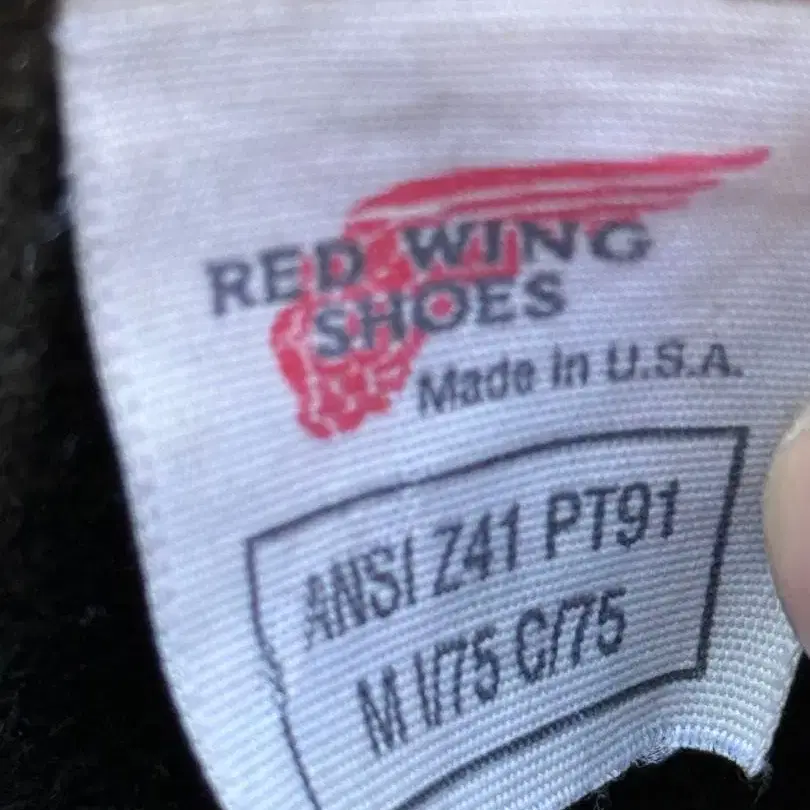 RED WING
SHOES
Made in U.S.A.
ANSI Z41 PT91
M I/75 C/75